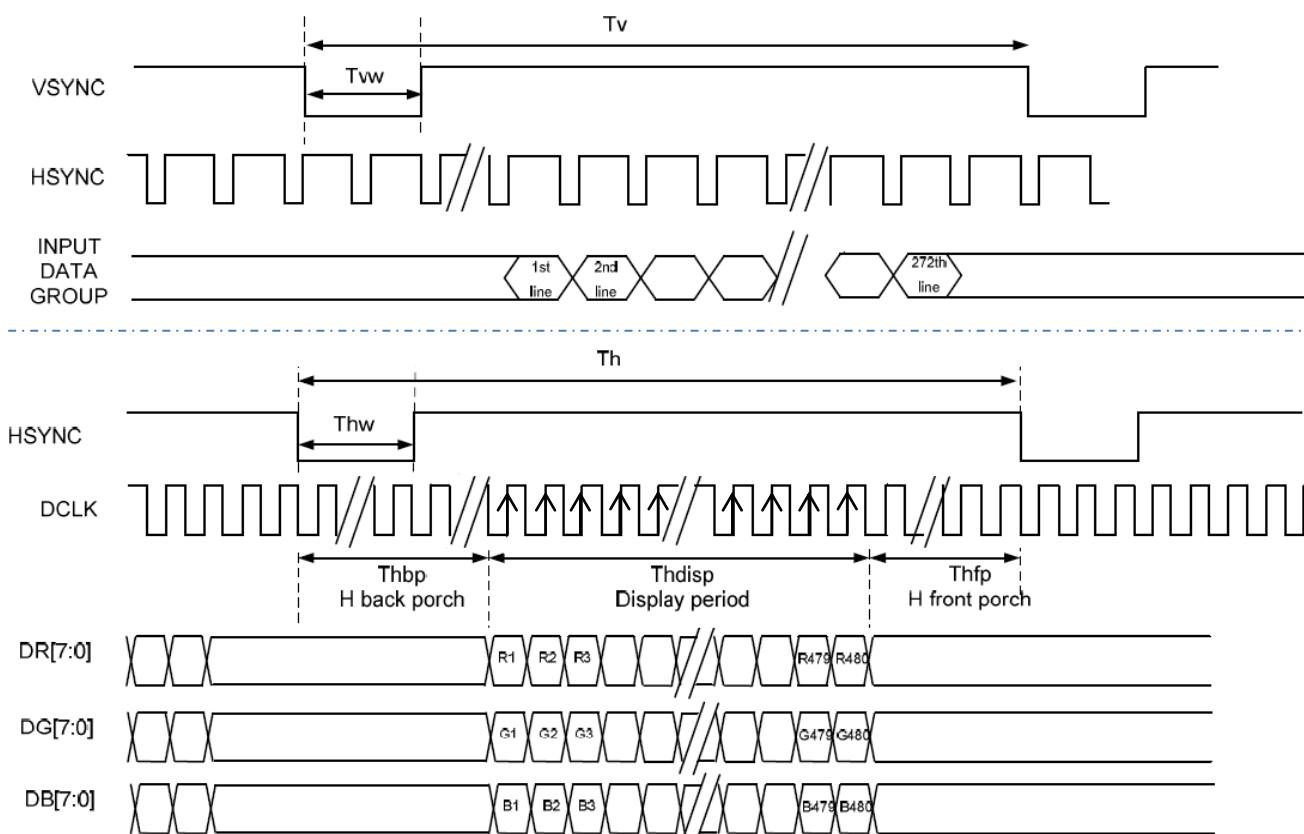 Tv
VSYNC
Tvw
HSYNC
INPUT
DATA
GROUP
1st
line
2nd
line
272th
line
Th
HSYNC
Thw
DCLK
Thbp
H back porch
Thdisp
Display period
Thfp
H front porch
DR[7:0]
R1 R2 R3 R479 R480
DG[7:0]
G1 G2 G3 G479 G480
DB[7:0]
B1 B2 B3 B479 B480